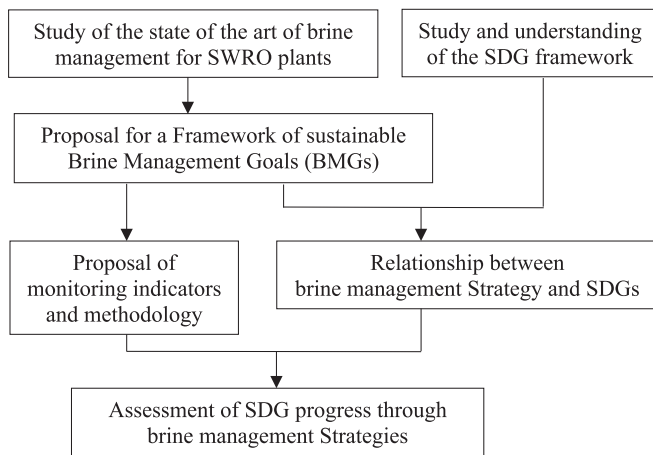 Study of the state of the art of brine
management for SWRO plants
Study and understanding
of the SDG framework
Proposal for a Framework of sustainable
Brine Management Goals (BMGs)
Proposal of
monitoring indicators
and methodology
Relationship between
brine management Strategy and SDGs
Assessment of SDG progress through
brine management Strategies